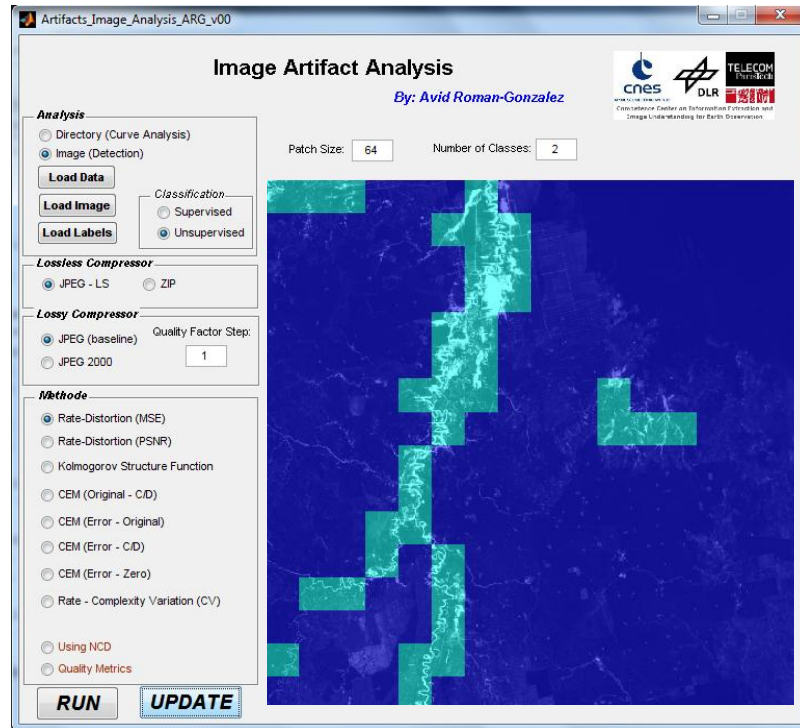 Artifacts_Image_Analysis_ARG_v00
Image Artifact Analysis
By: Avid Roman-Gonzalez
cnes
DLR
TELECOM
ParisTech
Competence Center on Information Extraction and
Image Understanding for Earth Observation
Analysis
Directory (Curve Analysis)
Image (Detection)
Load Data
Load Image
Load Labels
Classification
Supervised
Unsupervised
Patch Size: 64
Number of Classes: 2
Lossless Compressor
JPEG - LS
ZIP
Lossy Compressor
JPEG (baseline)
JPEG 2000
Quality Factor Step:
1
Methode
Rate-Distortion (MSE)
Rate-Distortion (PSNR)
Kolmogorov Structure Function
CEM (Original - C/D)
CEM (Error - Original)
CEM (Error - C/D)
CEM (Error - Zero)
Rate - Complexity Variation (CV)
Using NCD
Quality Metrics
RUN
UPDATE